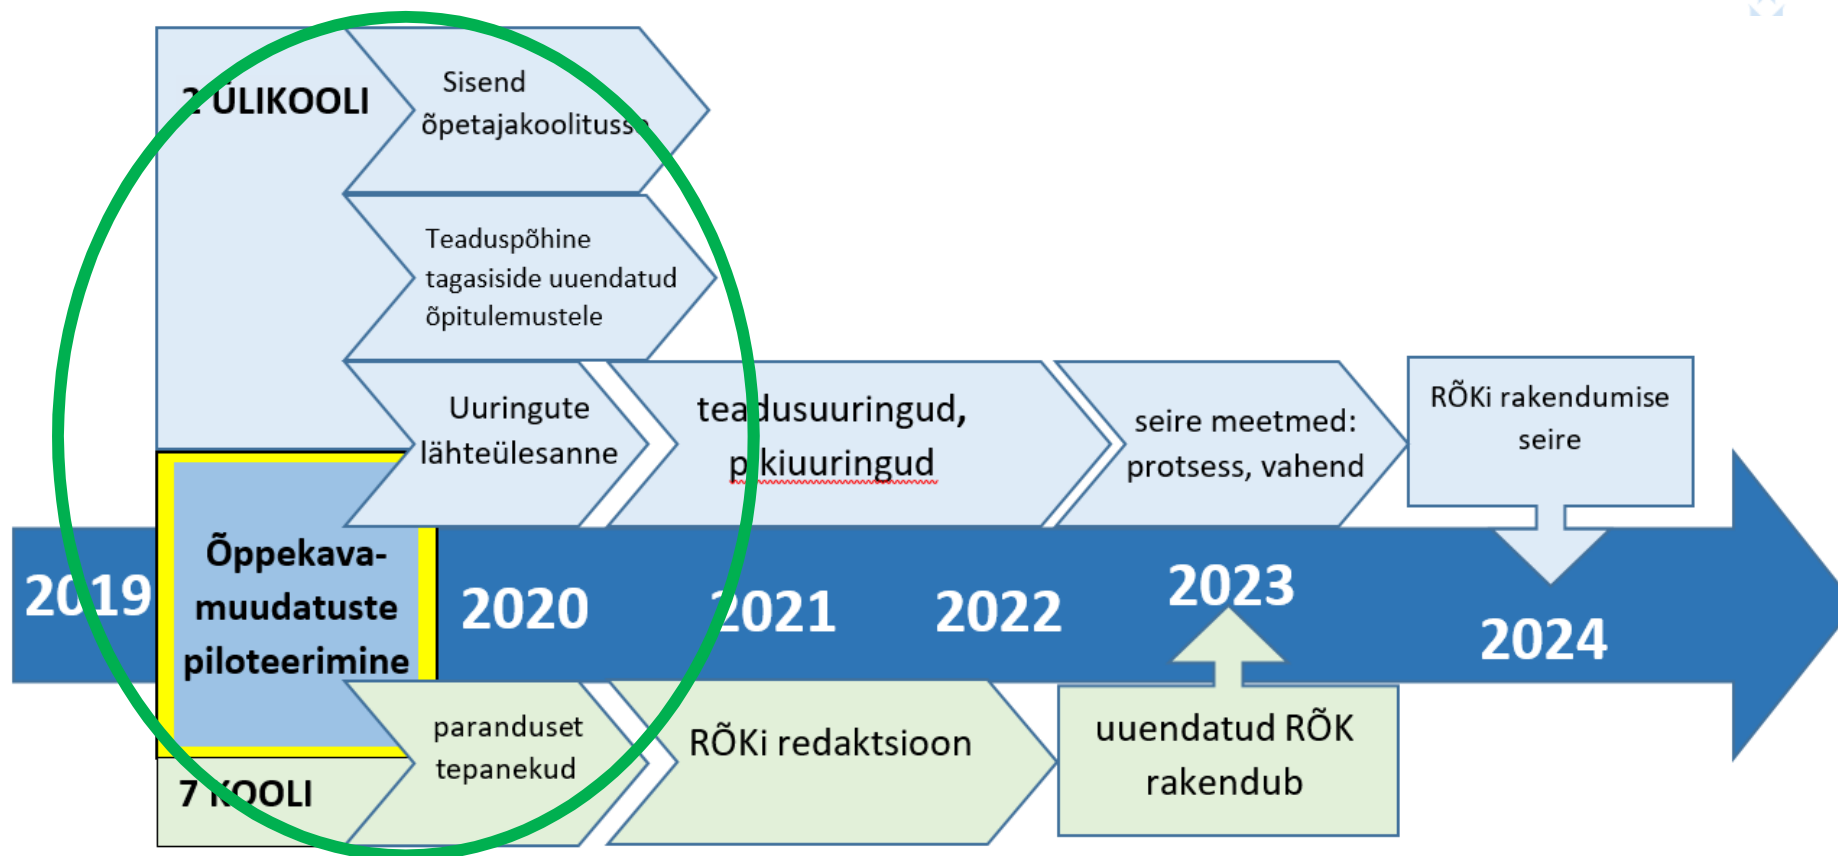 2 ÜLIKOOLI
Sisend
õpetajakoolitusse
Teaduspõhine
tagasiside uuendatud
õpitulemustele
Uuringute
lähteülesanne
teadusuuringud,
pikiuuringud
seire meetmed:
protsess, vahend
RÕKi rakendumise
seire
2019
Õppekava-
muudatuste
piloteerimine
2020
2021
2022
2023
2024
7 KOOLI
paranduset
tepanekud
RÕKi redaktsioon
uuendatud RÕK
rakendub